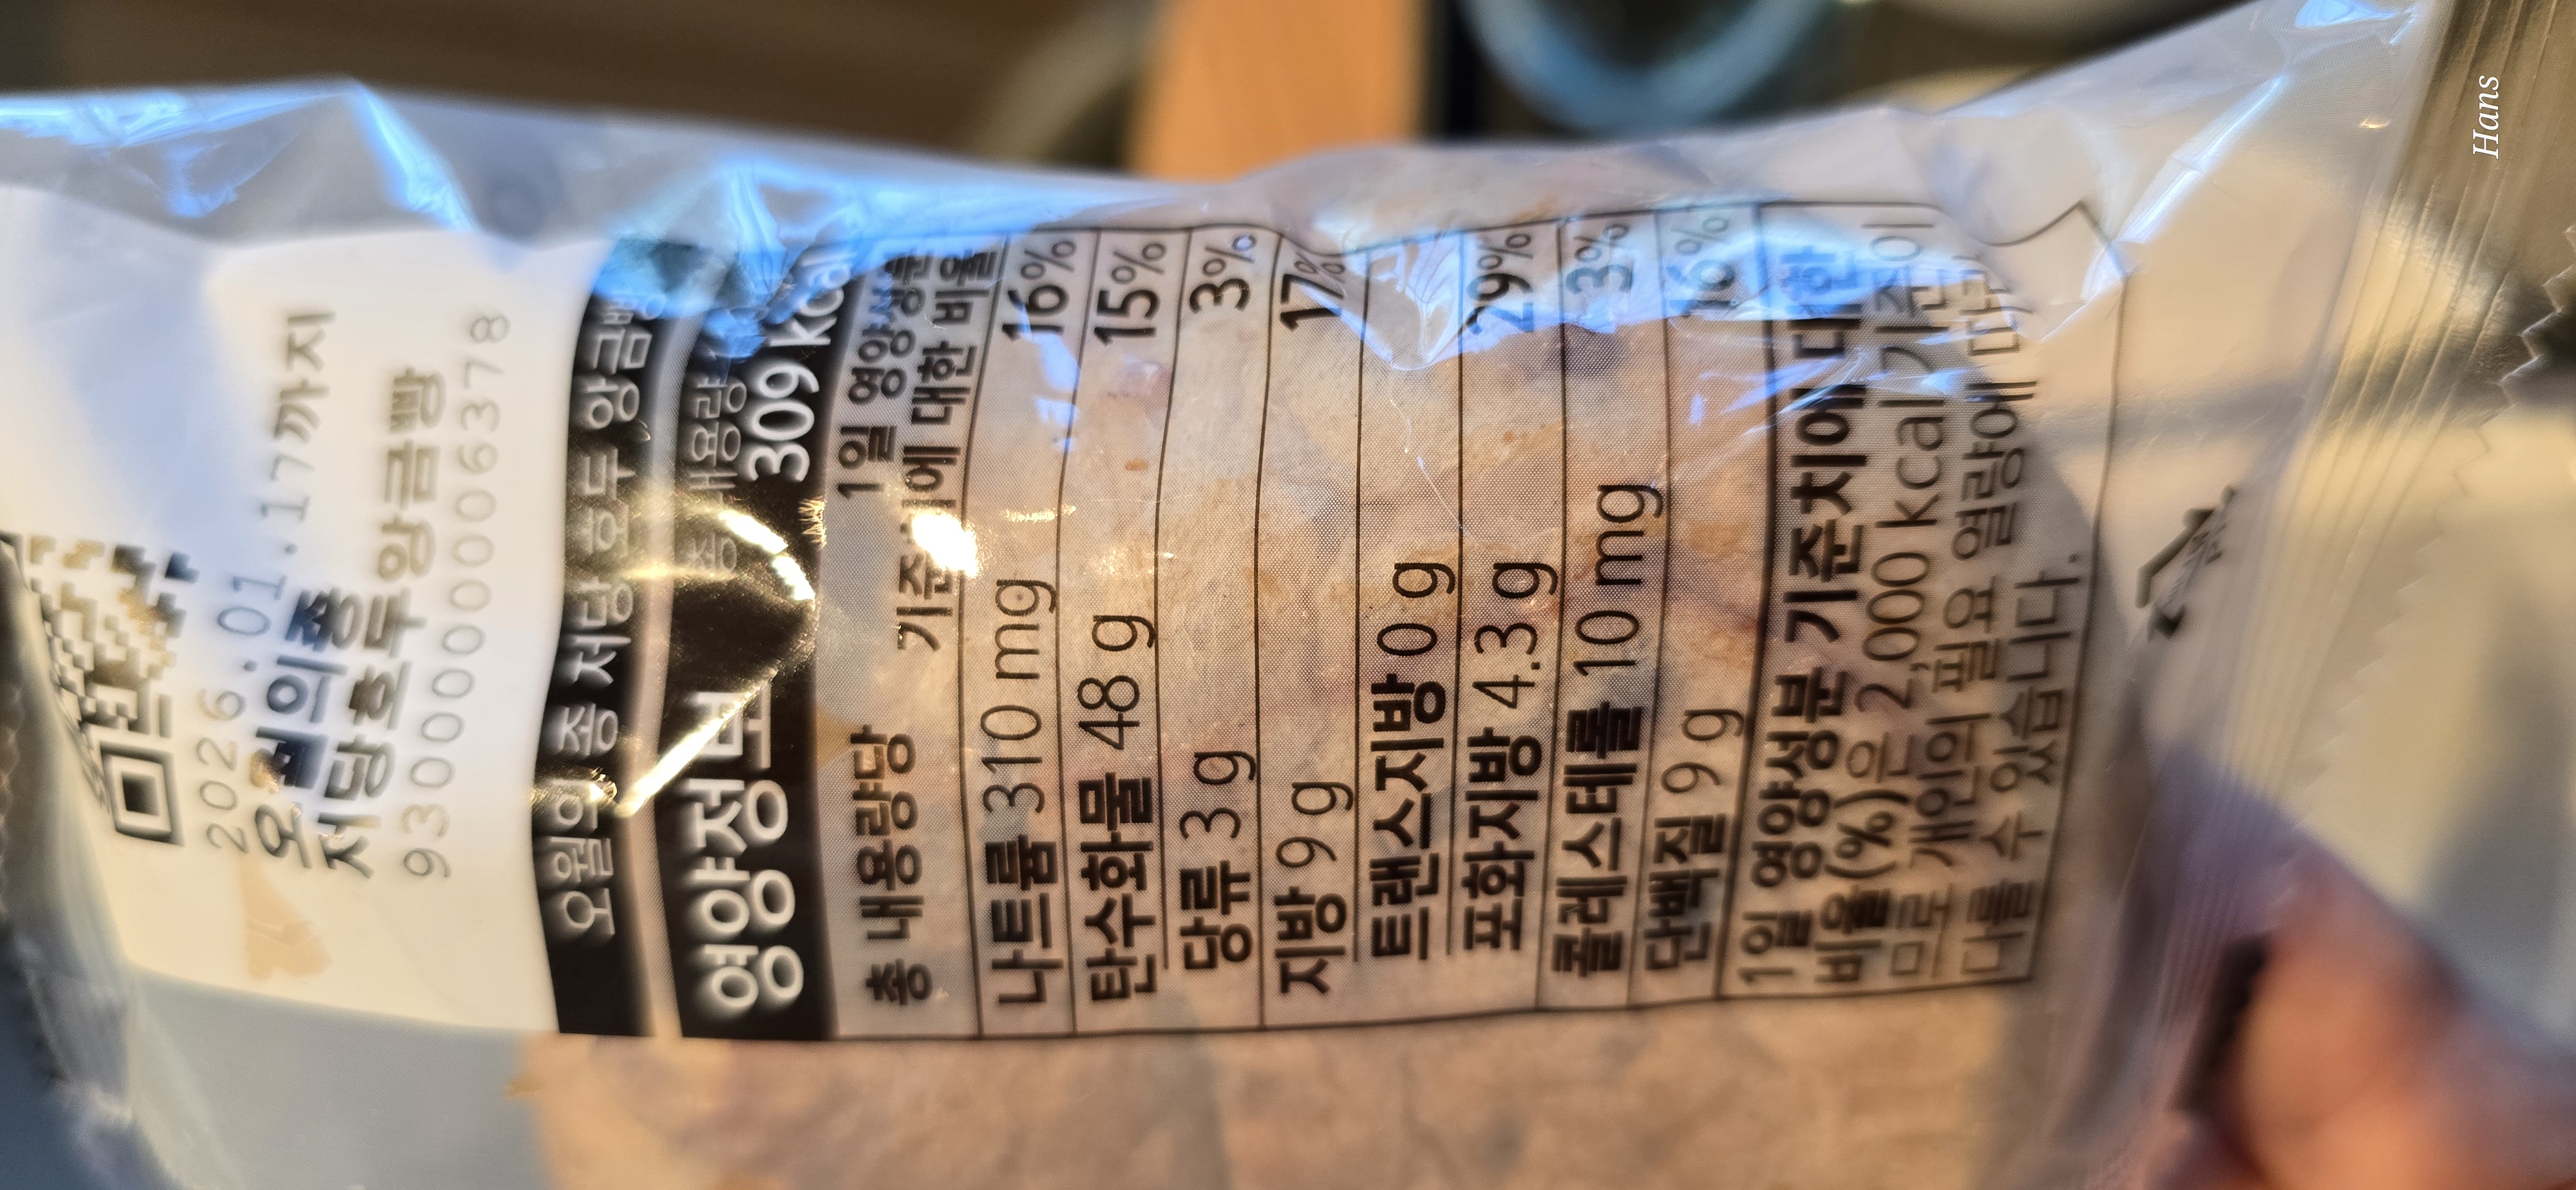 2026.01.17까지
오월의종
저당호두앙금빵
930000006378
오월의 종 저당 호두 앙금빵
영양정보
총 내용량
309 kcal
총 내용량당
1일 영양성분
기준치에 대한 비율
나트륨 310 mg 16%
탄수화물 48 g 15%
당류 3 g 3%
지방 9 g 17%
트랜스지방 0 g
포화지방 4.3 g 29%
콜레스테롤 10 mg 3%
단백질 9 g 16%
1일 영양성분 기준치에 대한
비율(%)은 2,000 kcal 기준이
므로 개인의 필요 열량에 따라
다를 수 있습니다.
Hans